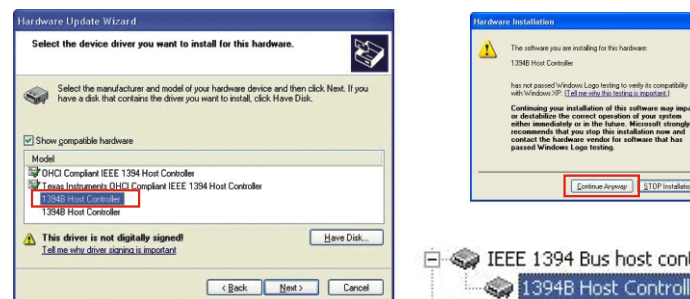 Hardware Update Wizard
Select the device driver you want to install for this hardware.
Select the manufacturer and model of your hardware device and then click Next. If you
have a disk that contains the driver you want to install, click Have Disk.
Show compatible hardware
Model
OHCI Compliant IEEE 1394 Host Controller
Texas Instruments OHCI Compliant IEEE 1394 Host Controller
1394B Host Controller
1394B Host Controller
This driver is not digitally signed!
Tell me why driver signing is important
Have Disk...
< Back
Next >
Cancel
Hardware Installation
The software you are installing for this hardware:
1394B Host Controller
has not passed Windows Logo testing to verify its compatibility
with Windows XP. (Tell me why this testing is important.)
Continuing your installation of this software may
or destabilize the correct operation of your system
either immediately or in the future. Microsoft strongly
recommends that you stop this installation now and
contact the hardware vendor for software that has
passed Windows Logo testing.
Continue Anyway
STOP
IEEE 1394 Bus host
1394B Host